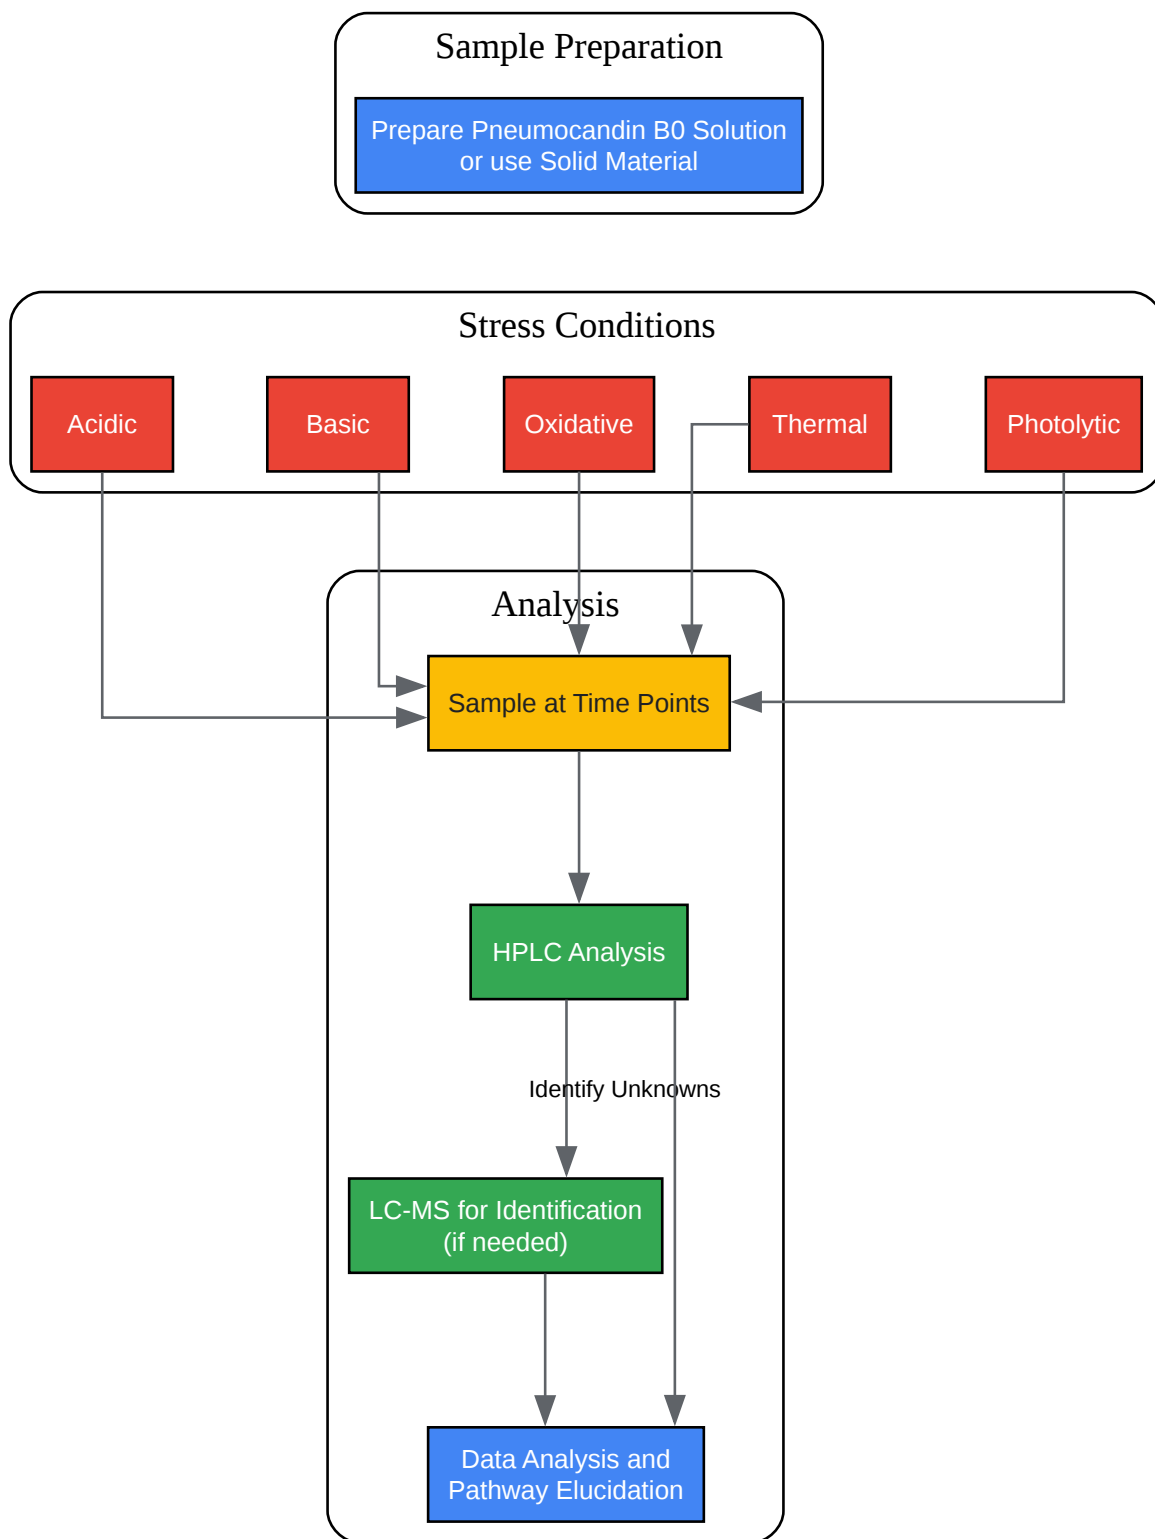 Sample Preparation
Prepare Pneumocandin B0 Solution
or use Solid Material
Stress Conditions
Acidic
Basic
Oxidative
Thermal
Photolytic
Analysis
Sample at Time Points
HPLC Analysis
Identify Unknowns
LC-MS for Identification
(if needed)
Data Analysis and
Pathway Elucidation